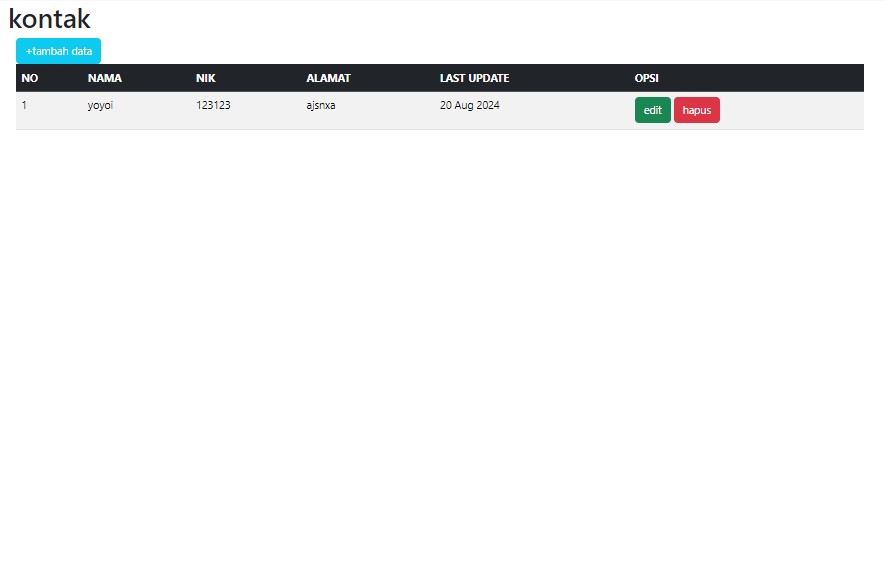 kontak
+tambah data
NO NAMA NIK ALAMAT LAST UPDATE OPSI
1 yoyoi 123123 ajsnxa 20 Aug 2024 edit hapus